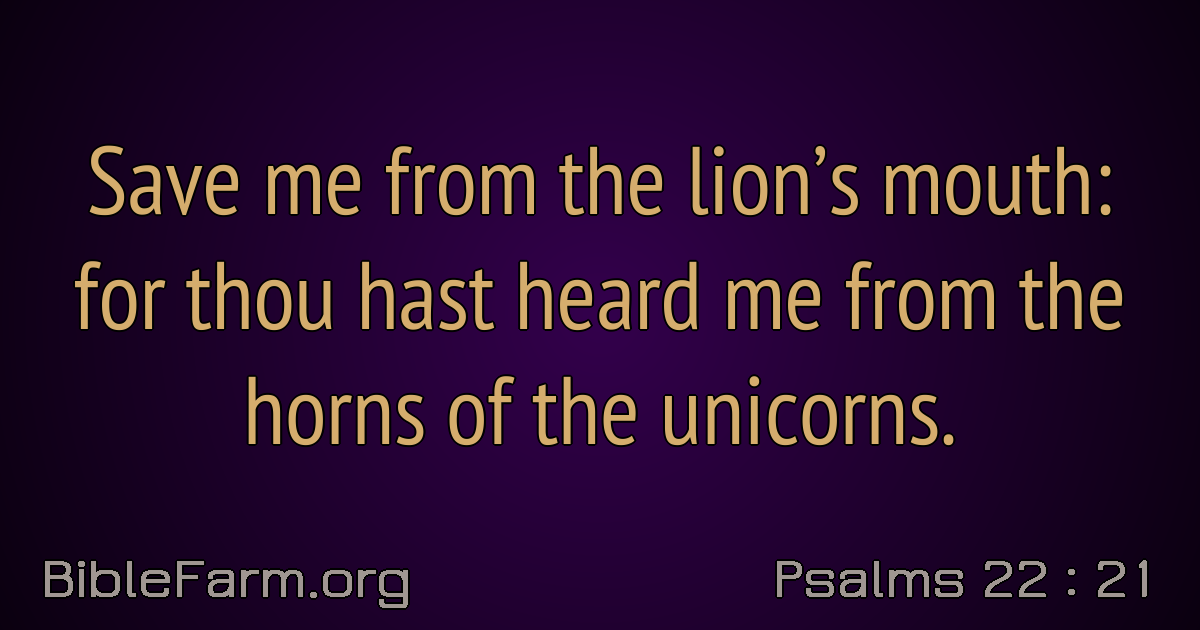 Save me from the lion’s mouth:
for thou hast heard me from the
horns of the unicorns.
BibleFarm.org
Psalms 22 : 21